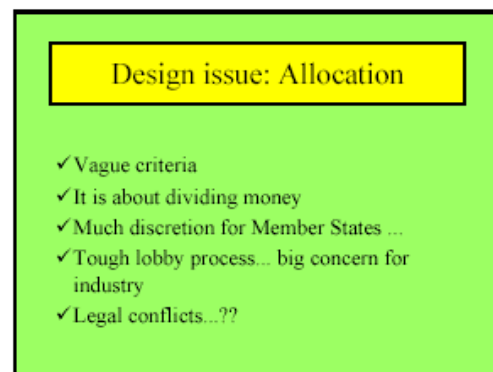 Design issue: Allocation
✓Vague criteria
✓It is about dividing money
✓Much discretion for Member States ...
✓Tough lobby process... big concern for
industry
✓Legal conflicts...??